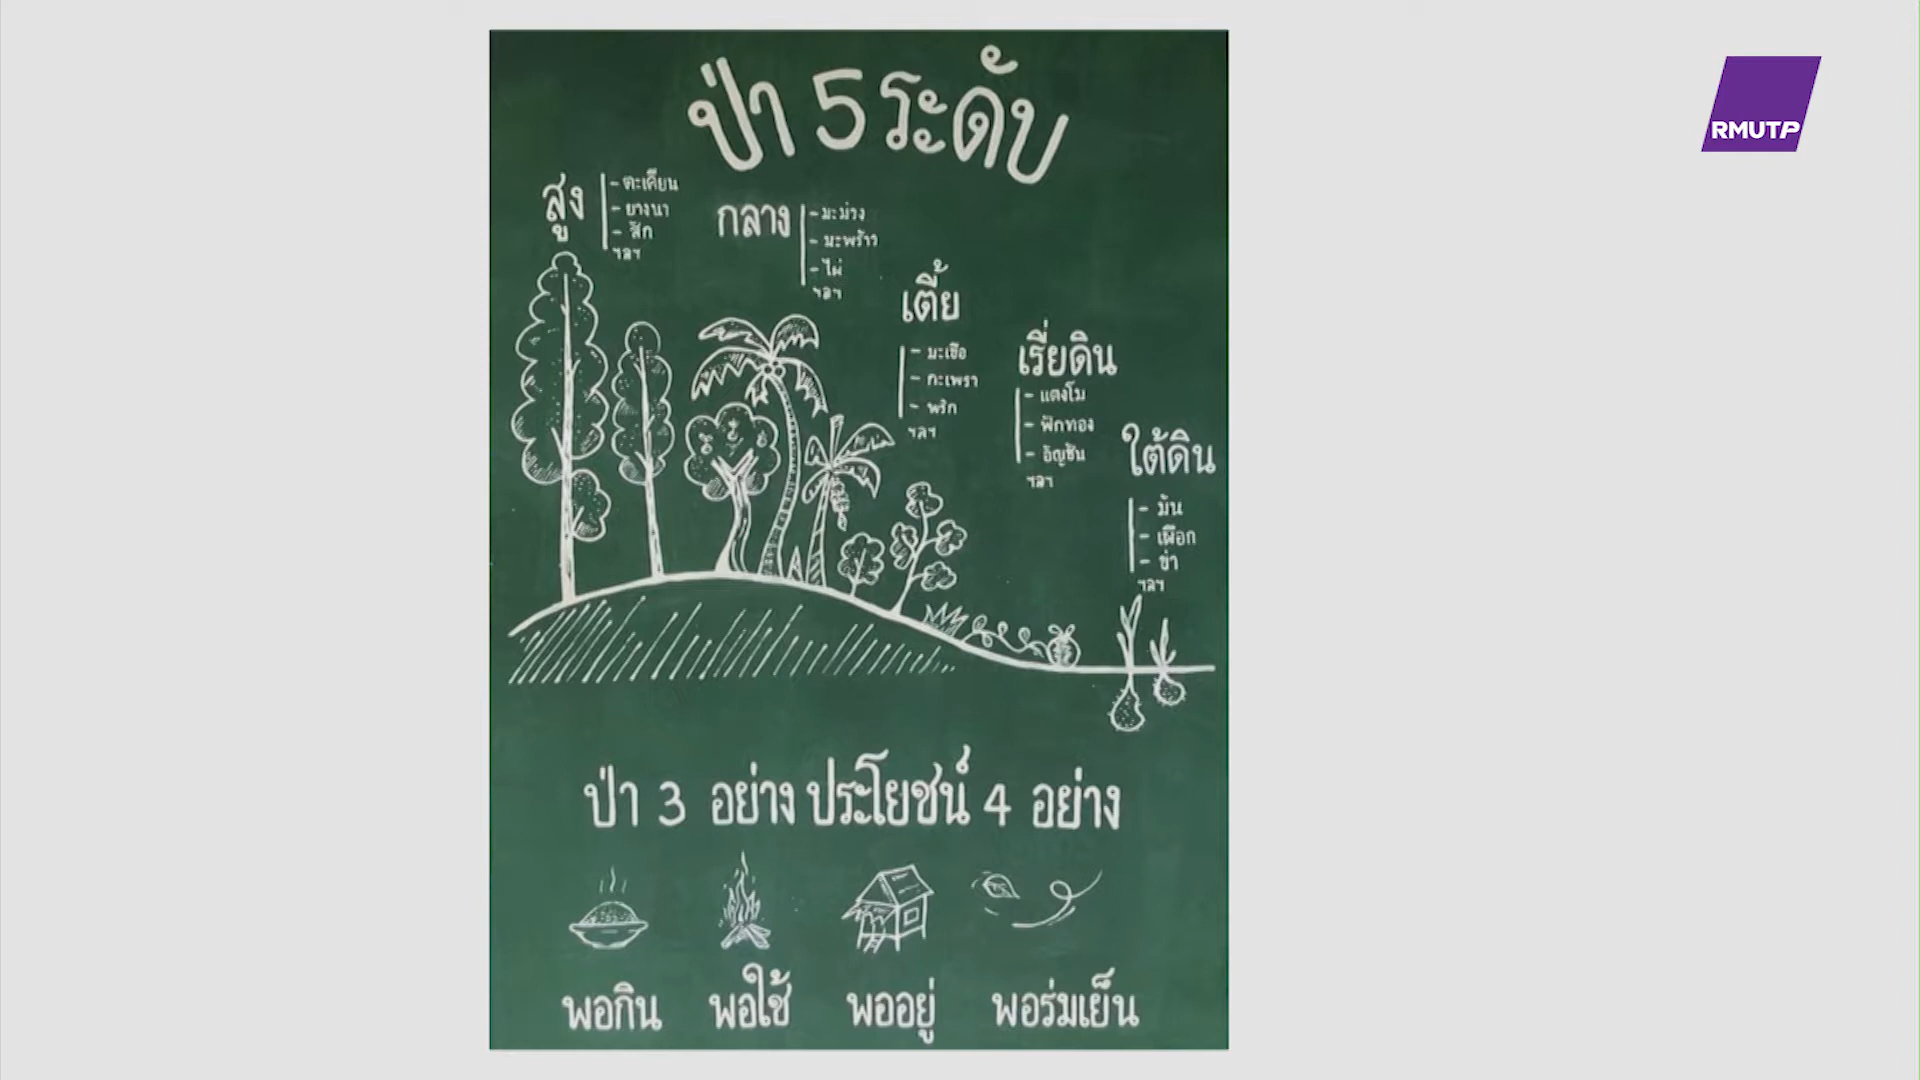 ป่า 5 ระดับ
RMUTP
สูง
- ตะเคียน
- ยางนา
- สัก
ฯลฯ
กลาง
- มะม่วง
- มะพร้าว
- ไผ่
ฯลฯ
เตี้ย
- มะเขือ
- กะเพรา
- พริก
ฯลฯ
เรี่ยดิน
- แตงโม
- ฟักทอง
- อัญชัน
ฯลฯ
ใต้ดิน
- มัน
- เผือก
- ข่า
ฯลฯ
ป่า 3 อย่าง ประโยชน์ 4 อย่าง
พอกิน พอใช้ พออยู่ พอร่มเย็น